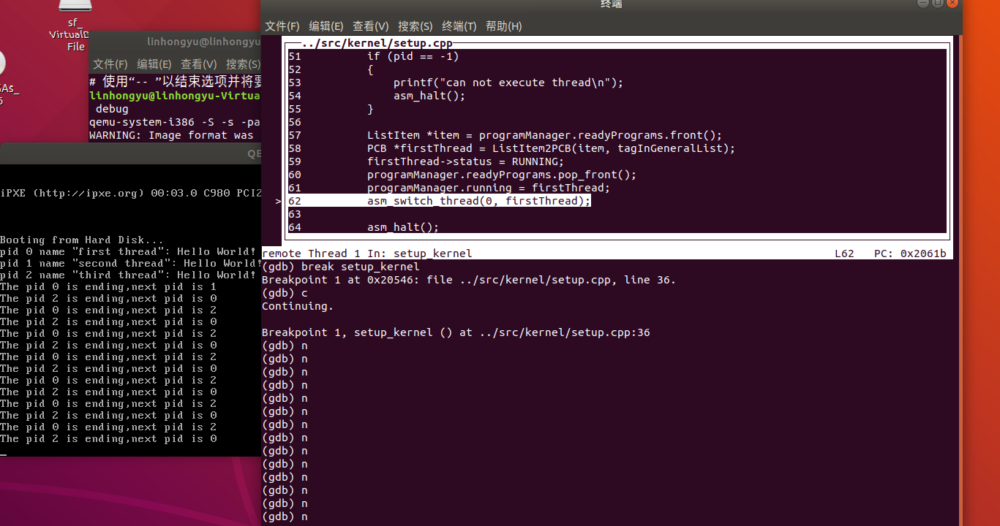 sf_
VirtualB
File
GAs_
6
linhongyu@linhongyu
文件(F) 编辑(E) 查看(V) 搜索(S)
# 使用“-- ”以结束选项并将要
linhongyu@linhongyu-Virtua
debug
qemu-system-i386 -S -s -pa
WARNING: Image format was
QE
iPXE (http://ipxe.org) 00:03.0 C980 PCI2
Booting from Hard Disk...
pid 0 name "first thread": Hello World!
pid 1 name "second thread": Hello World!
pid 2 name "third thread": Hello World!
The pid 0 is ending,next pid is 1
The pid 2 is ending,next pid is 0
The pid 0 is ending,next pid is 2
The pid 2 is ending,next pid is 0
The pid 0 is ending,next pid is 2
The pid 2 is ending,next pid is 0
The pid 0 is ending,next pid is 2
The pid 2 is ending,next pid is 0
The pid 0 is ending,next pid is 2
The pid 2 is ending,next pid is 0
The pid 0 is ending,next pid is 2
The pid 2 is ending,next pid is 0
The pid 0 is ending,next pid is 2
The pid 2 is ending,next pid is 0
终端
文件(F) 编辑(E) 查看(V) 搜索(S) 终端(T) 帮助(H)
../src/kernel/setup.cpp
51 if (pid == -1)
52 {
53 printf("can not execute thread\n");
54 asm_halt();
55 }
56
57 ListItem *item = programManager.readyPrograms.front();
58 PCB *firstThread = ListItem2PCB(item, tagInGeneralList);
59 firstThread->status = RUNNING;
60 programManager.readyPrograms.pop_front();
61 programManager.running = firstThread;
>62 asm_switch_thread(0, firstThread);
63
64 asm_halt();
remote Thread 1 In: setup_kernel L62 PC: 0x2061b
(gdb) break setup_kernel
Breakpoint 1 at 0x20546: file ../src/kernel/setup.cpp, line 36.
(gdb) c
Continuing.
Breakpoint 1, setup_kernel () at ../src/kernel/setup.cpp:36
(gdb) n
(gdb) n
(gdb) n
(gdb) n
(gdb) n
(gdb) n
(gdb) n
(gdb) n
(gdb) n
(gdb) n
(gdb) n
(gdb) n
(gdb) n
(gdb) n